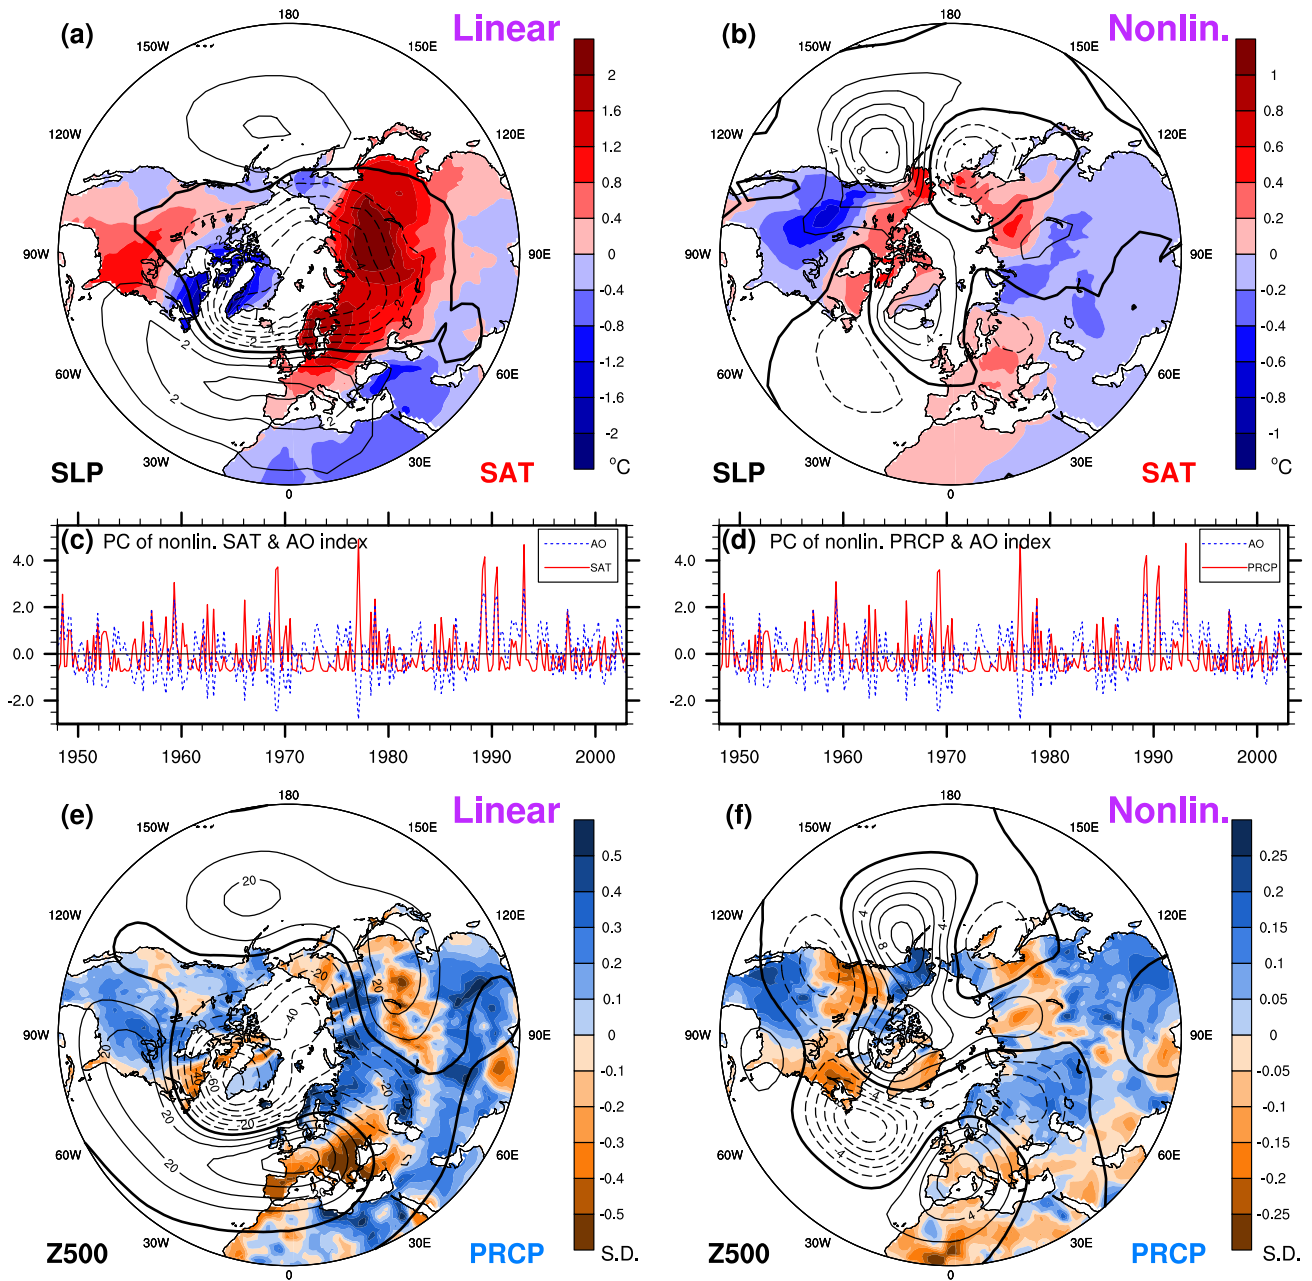 (a)
Linear
180
150W
150E
120W
120E
90W
90E
60W
60E
30W
30E
0
SLP
SAT
2
1.6
1.2
0.8
0.4
0
-0.4
-0.8
-1.2
-1.6
-2
°C
(b)
Nonlin.
180
150W
150E
120W
120E
90W
90E
60W
60E
30W
30E
0
SLP
SAT
1
0.8
0.6
0.4
0.2
0
-0.2
-0.4
-0.6
-0.8
-1
°C
(c) PC of nonlin. SAT & AO index
AO
SAT
4.0
2.0
0.0
-2.0
1950 1960 1970 1980 1990 2000
(d) PC of nonlin. PRCP & AO index
AO
PRCP
4.0
2.0
0.0
-2.0
1950 1960 1970 1980 1990 2000
(e)
Linear
180
150W
150E
120W
120E
90W
90E
60W
60E
30W
30E
0
Z500
PRCP
0.5
0.4
0.3
0.2
0.1
0
-0.1
-0.2
-0.3
-0.4
-0.5
S.D.
(f)
Nonlin.
180
150W
150E
120W
120E
90W
90E
60W
60E
30W
30E
0
Z500
PRCP
0.25
0.2
0.15
0.1
0.05
0
-0.05
-0.1
-0.15
-0.2
-0.25
S.D.